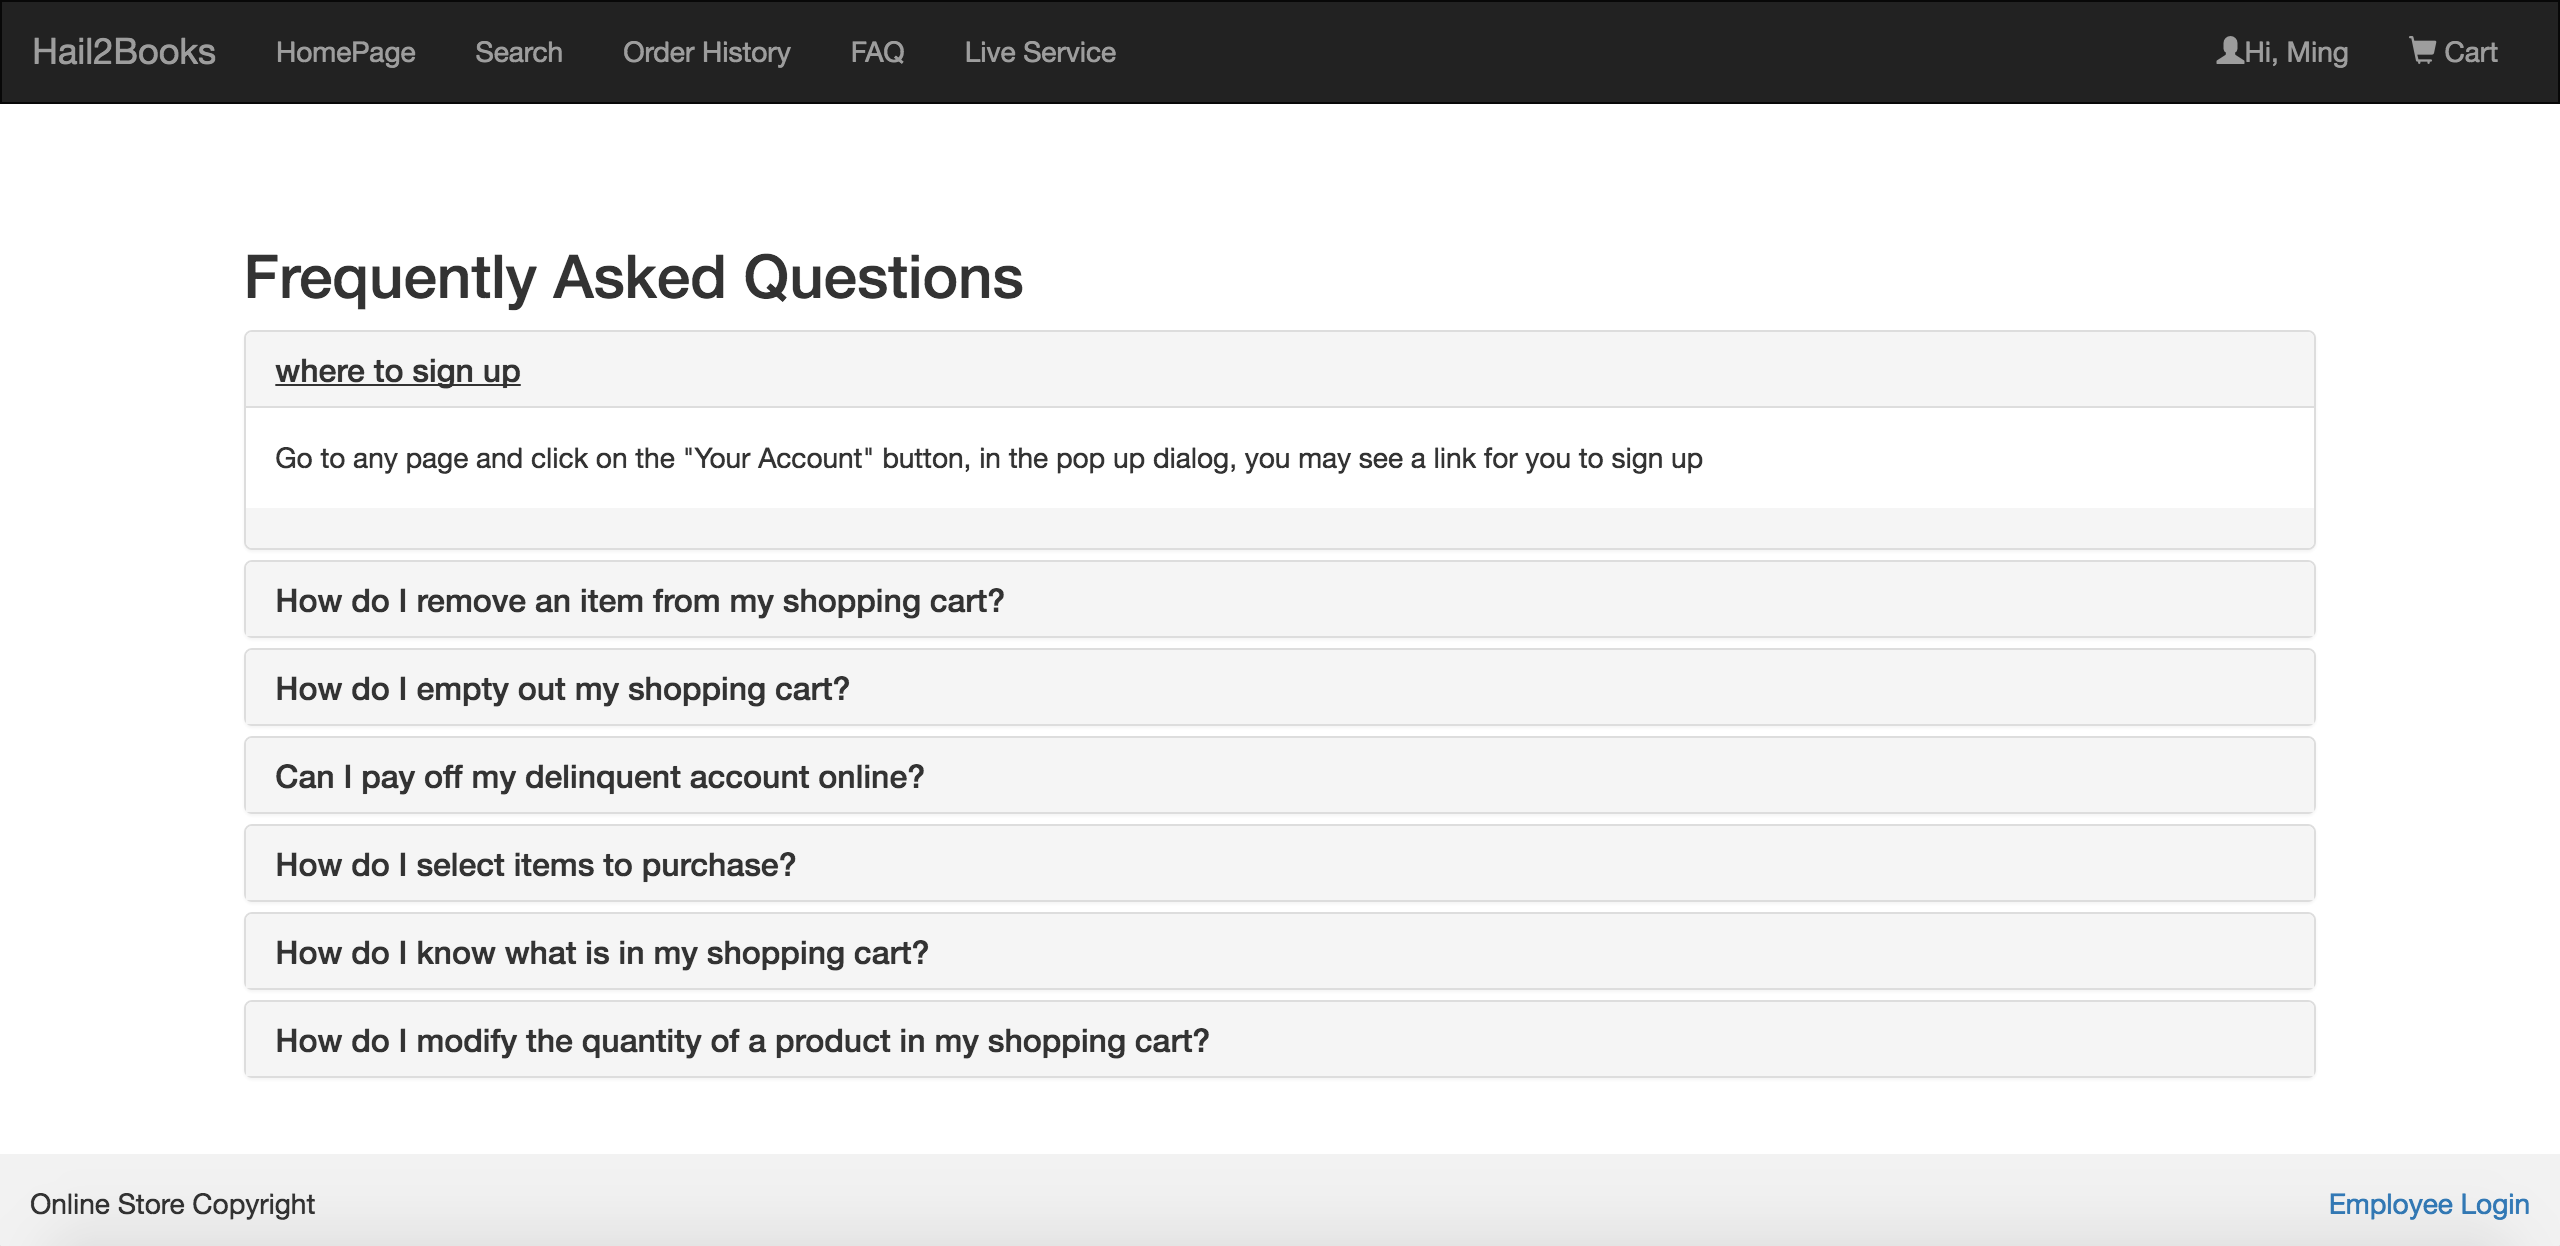 Hail2Books HomePage Search Order History FAQ Live Service Hi, Ming Cart
Frequently Asked Questions
where to sign up
Go to any page and click on the "Your Account" button, in the pop up dialog, you may see a link for you to sign up
How do I remove an item from my shopping cart?
How do I empty out my shopping cart?
Can I pay off my delinquent account online?
How do I select items to purchase?
How do I know what is in my shopping cart?
How do I modify the quantity of a product in my shopping cart?
Online Store Copyright Employee Login